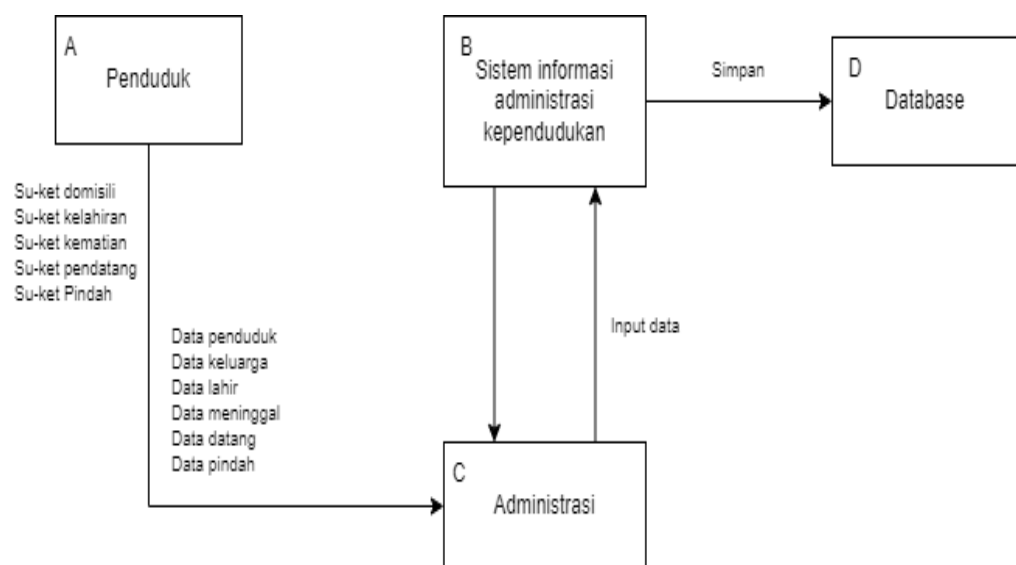 A
Penduduk
B
Sistem informasi
administrasi
kependudukan
Simpan
D
Database
Su-ket domisili
Su-ket kelahiran
Su-ket kematian
Su-ket pendatang
Su-ket Pindah
Data penduduk
Data keluarga
Data lahir
Data meninggal
Data datang
Data pindah
Input data
C
Administrasi